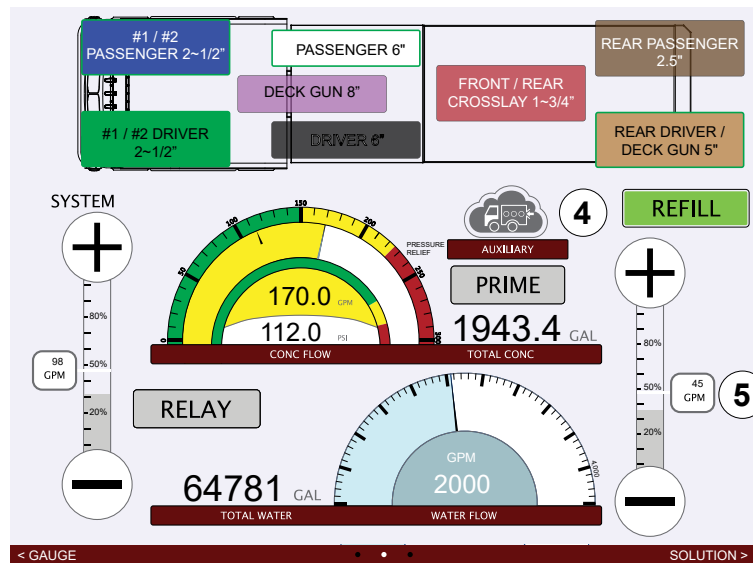 #1 / #2
PASSENGER 2~1/2”
PASSENGER 6"
REAR PASSENGER
2.5"
DECK GUN 8”
FRONT / REAR
CROSSLAY 1~3/4”
#1 / #2 DRIVER
2~1/2”
DRIVER 6"
REAR DRIVER /
DECK GUN 5"
SYSTEM
4
REFILL
AUXILIARY
PRESSURE
RELIEF
PRIME
0
50
100
150
200
250
300
170.0 GPM
112.0 PSI
1943.4 GAL
CONC FLOW
TOTAL CONC
80%
50%
20%
98
GPM
80%
50%
20%
45
GPM
5
RELAY
4,000
GPM
2000
64781 GAL
TOTAL WATER
WATER FLOW
< GAUGE
SOLUTION >